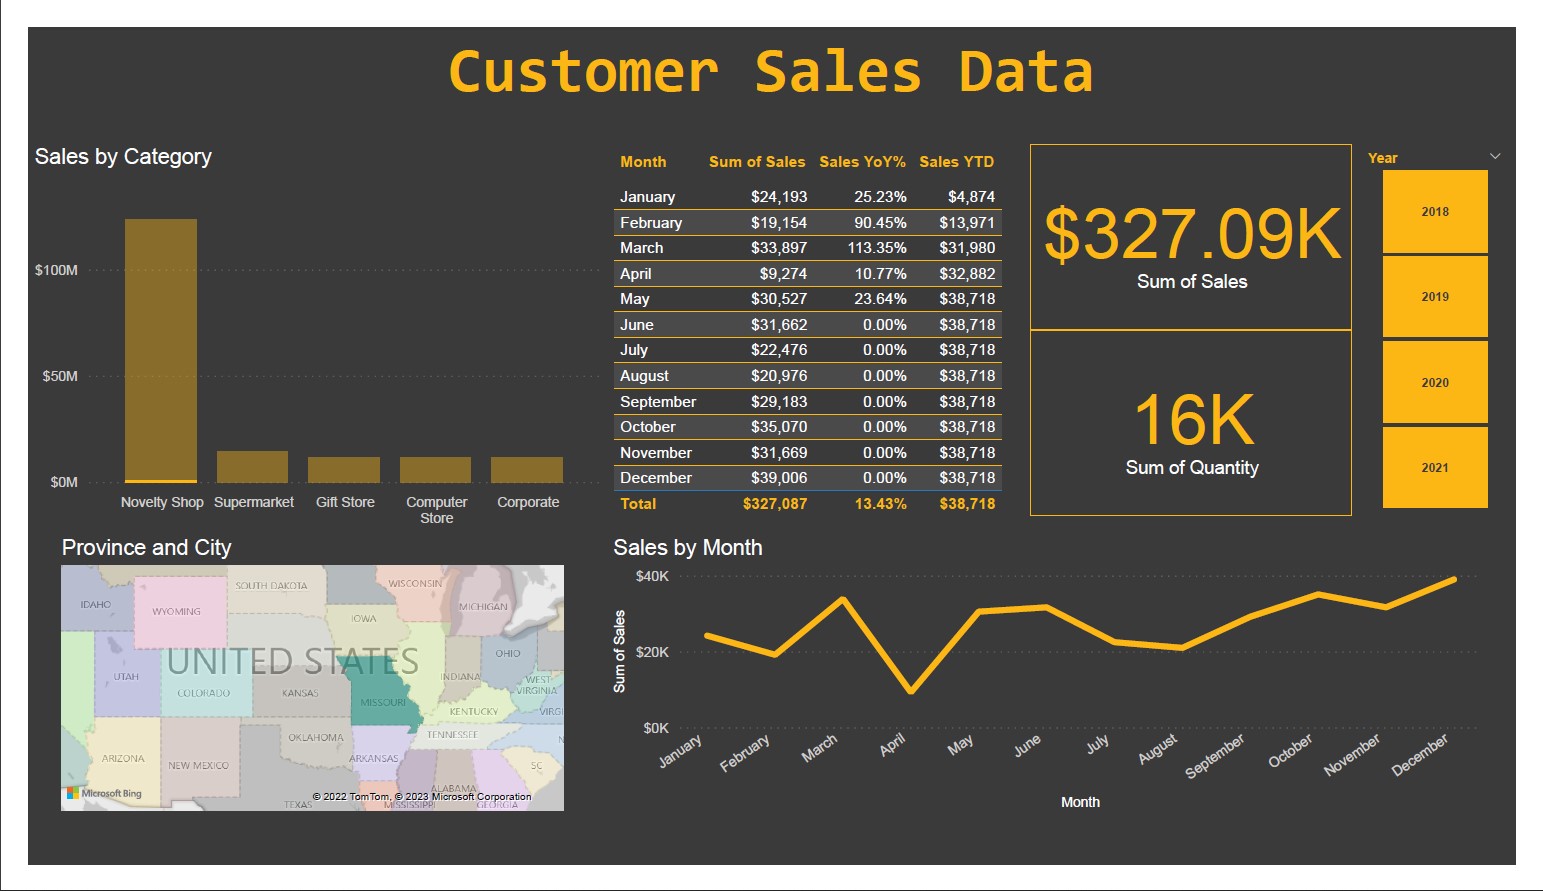 Customer Sales Data
Sales by Category
$100M
$50M
$0M
Novelty Shop Supermarket Gift Store Computer Store Corporate
Month Sum of Sales Sales YoY% Sales YTD
January $24,193 25.23% $4,874
February $19,154 90.45% $13,971
March $33,897 113.35% $31,980
April $9,274 10.77% $32,882
May $30,527 23.64% $38,718
June $31,662 0.00% $38,718
July $22,476 0.00% $38,718
August $20,976 0.00% $38,718
September $29,183 0.00% $38,718
October $35,070 0.00% $38,718
November $31,669 0.00% $38,718
December $39,006 0.00% $38,718
Total $327,087 13.43% $38,718
$327.09K
Sum of Sales
16K
Sum of Quantity
Year
2018
2019
2020
2021
Province and City
SOUTH DAKOTA
WISCONSIN
IDAHO
WYOMING
MICHIGAN
IOWA
UNITED STATES
OHIO
UTAH
COLORADO
KANSAS
MISSOURI
INDIANA
WEST
VIRGINIA
KENTUCKY
VIRGI
OKLAHOMA
TENNESSEE
N
ARIZONA
NEW MEXICO
ARKANSAS
SC
ALABAMA
TEXAS
MISSISSIPPI
GEORGIA
Microsoft Bing
© 2022 TomTom, © 2023 Microsoft Corporation
Sales by Month
Sum of Sales
$40K
$20K
$0K
January February March April May June July August September October November December
Month